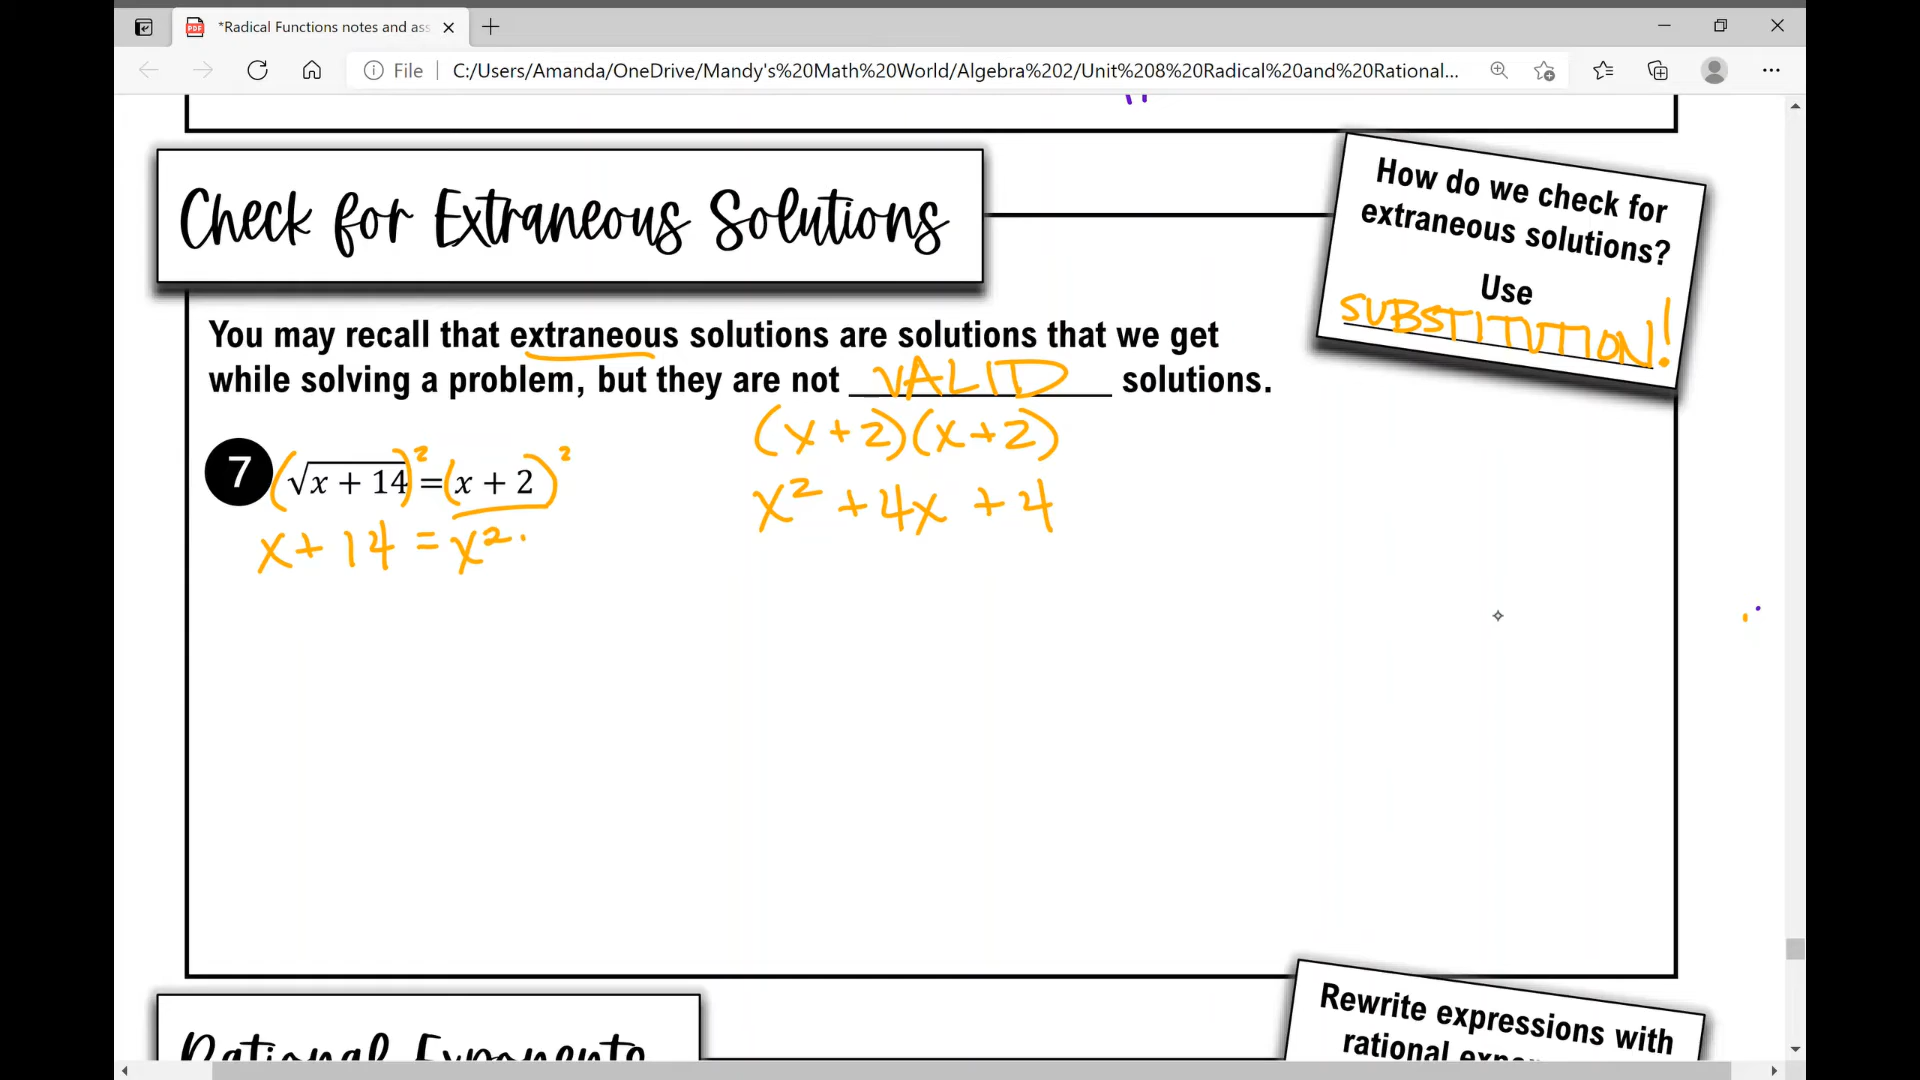 *Radical Functions notes and ass
File C:/Users/Amanda/OneDrive/Mandy's%20Math%20World/Algebra%202/Unit%208%20Radical%20and%20Rational...
Check for Extraneous Solutions
How do we check for
extraneous solutions?
Use
SUBSTITUTION!
You may recall that extraneous solutions are solutions that we get
while solving a problem, but they are not VALID solutions.
(x+2)(x+2)
7 (√x + 14)² = (x + 2)²
x² + 4x + 4
x + 14 = x²
Rewrite expressions with
Rational Exponents
rational